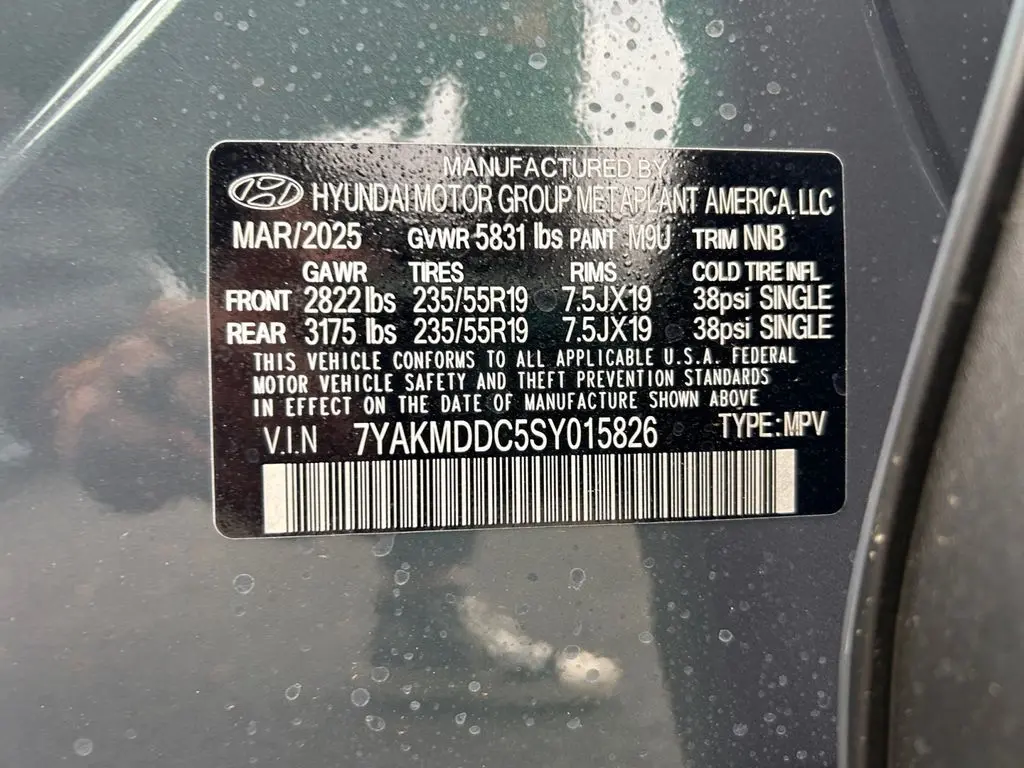 MANUFACTURED BY
HYUNDAI MOTOR GROUP METAPLANT AMERICA, LLC
MAR/2025 GVWR 5831 lbs PAINT M9U TRIM NNB
GAWR TIRES RIMS COLD TIRE INFL
FRONT 2822 lbs 235/55R19 7.5JX19 38psi SINGLE
REAR 3175 lbs 235/55R19 7.5JX19 38psi SINGLE
THIS VEHICLE CONFORMS TO ALL APPLICABLE U.S.A. FEDERAL
MOTOR VEHICLE SAFETY AND THEFT PREVENTION STANDARDS
IN EFFECT ON THE DATE OF MANUFACTURE SHOWN ABOVE
V.I.N 7YAKMDDC5SY015826 TYPE: MPV